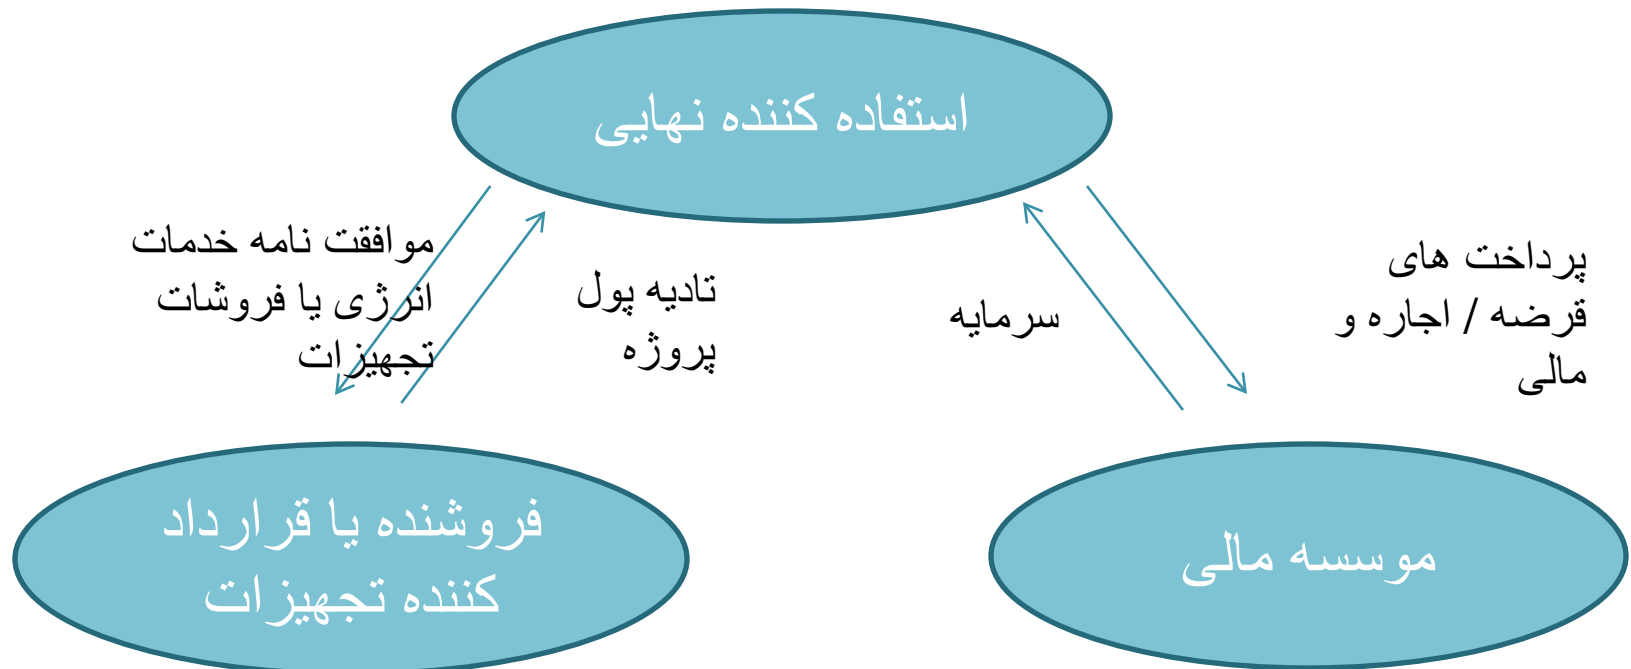 استفاده کننده نهایی
پرداخت های
قرضه / اجاره و
مالی
سرمایه
تادیه پول
پروژه
موافقت نامه خدمات
انرژی یا فروشات
تجهیزات
موسسه مالی
فروشنده یا قرارداد
کننده تجهیزات